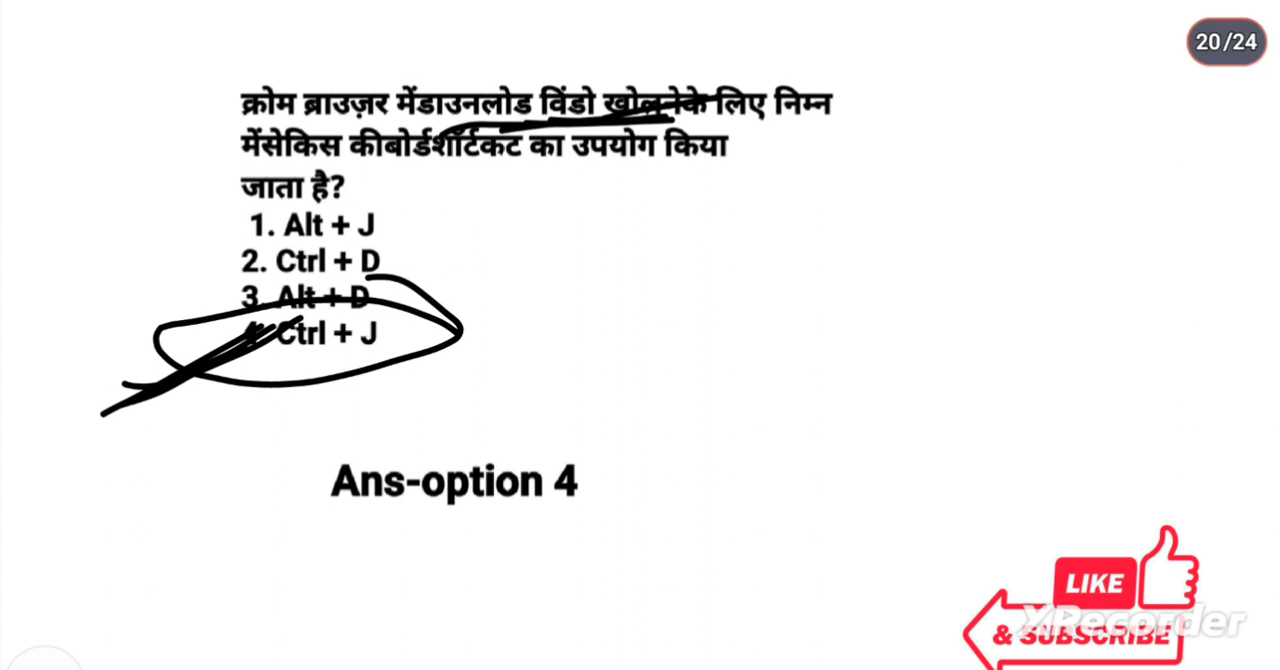 20/24
क्रोम ब्राउज़र मेंडाउनलोड विंडो खोलनेके लिए निम्न
मेंसेकिस कीबोर्डशॉर्टकट का उपयोग किया
जाता है?
1. Alt + J
2. Ctrl + D
3. Alt + D
4. Ctrl + J
Ans-option 4
LIKE
& SUBSCRIBE
XRecorder